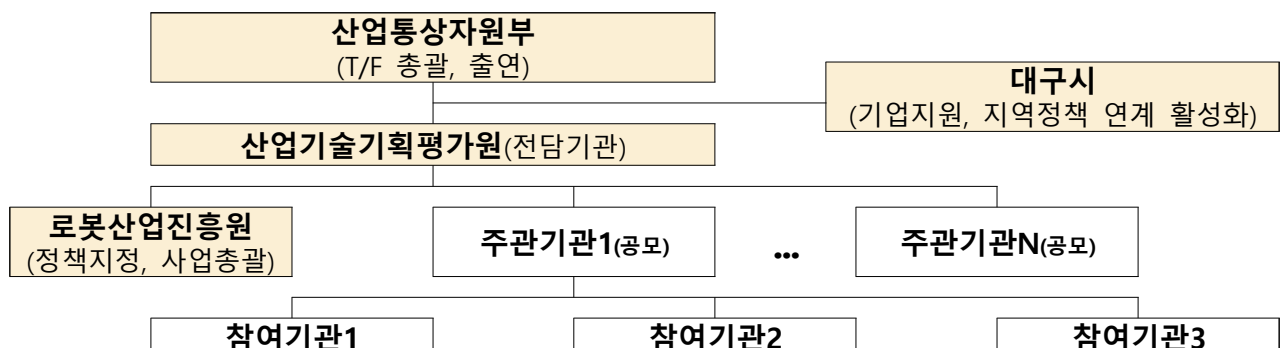 산업통상자원부
(T/F 총괄, 출연)
대구시
(기업지원, 지역정책 연계 활성화)
산업기술기획평가원(전담기관)
로봇산업진흥원
(정책지정, 사업총괄)
주관기관1(공모)
...
주관기관N(공모)
참여기관1
참여기관2
참여기관3